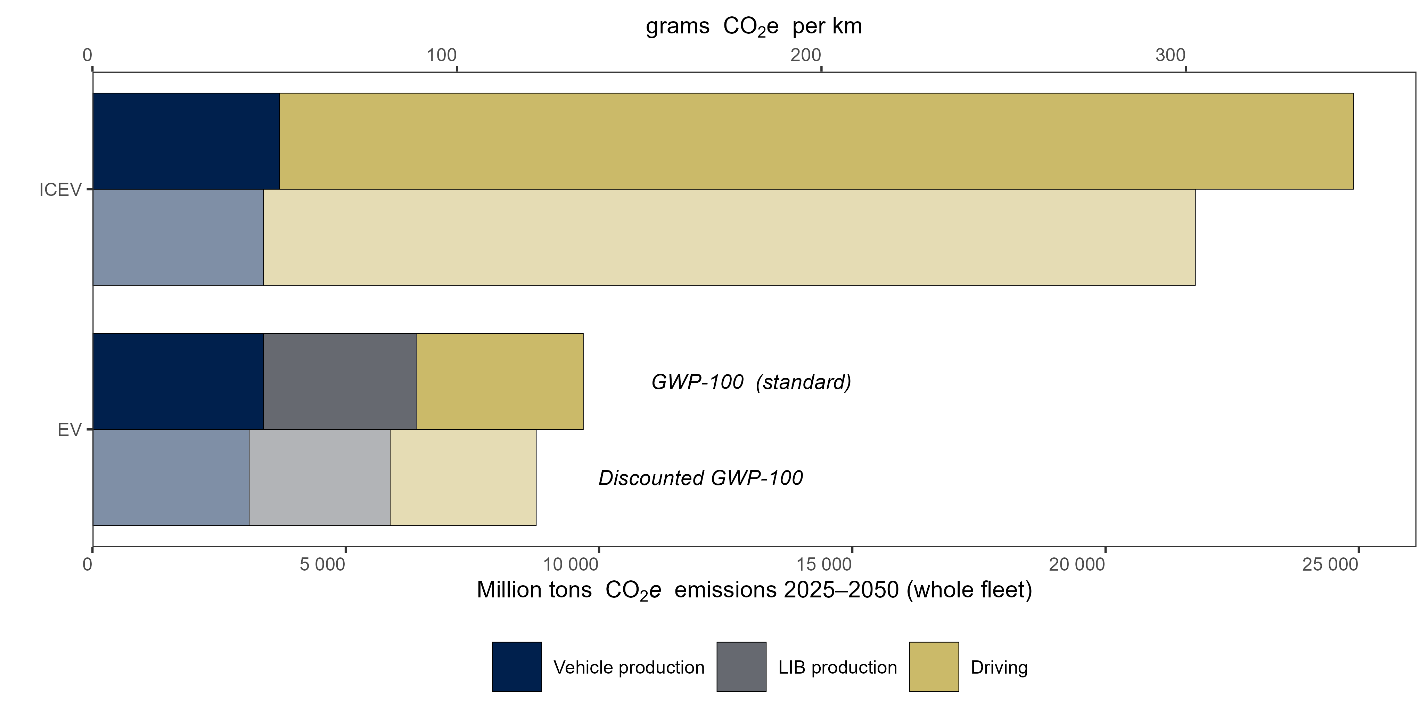 grams CO₂e per km
0 100 200 300
ICEV
GWP-100 (standard)
EV
Discounted GWP-100
0 5 000 10 000 15 000 20 000 25 000
Million tons CO₂e emissions 2025–2050 (whole fleet)
Vehicle production LIB production Driving